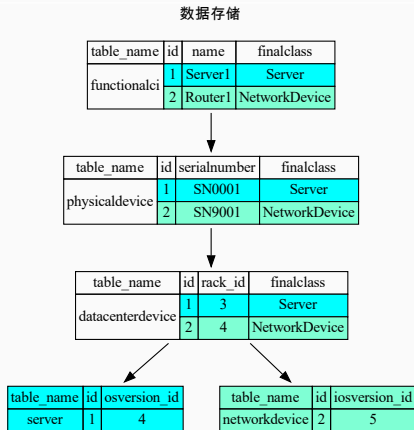 数据存储
table_name id name finalclass
functionalci 1 Server1 Server
2 Router1 NetworkDevice
table_name id serialnumber finalclass
physicaldevice 1 SN0001 Server
2 SN9001 NetworkDevice
table_name id rack_id finalclass
datacenterdevice 1 3 Server
2 4 NetworkDevice
table_name id osversion_id
server 1 4
table_name id iosversion_id
networkdevice 2 5